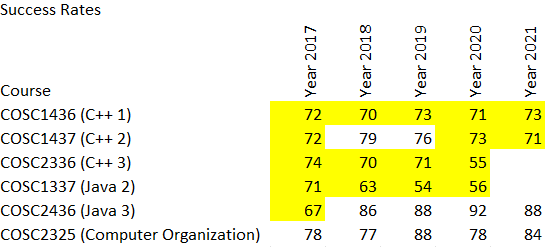 Success Rates
Course Year 2017 Year 2018 Year 2019 Year 2020 Year 2021
COSC1436 (C++ 1) 72 70 73 71 73
COSC1437 (C++ 2) 72 79 76 73 71
COSC2336 (C++ 3) 74 70 71 55
COSC1337 (Java 2) 71 63 54 56
COSC2436 (Java 3) 67 86 88 92 88
COSC2325 (Computer Organization) 78 77 88 78 84